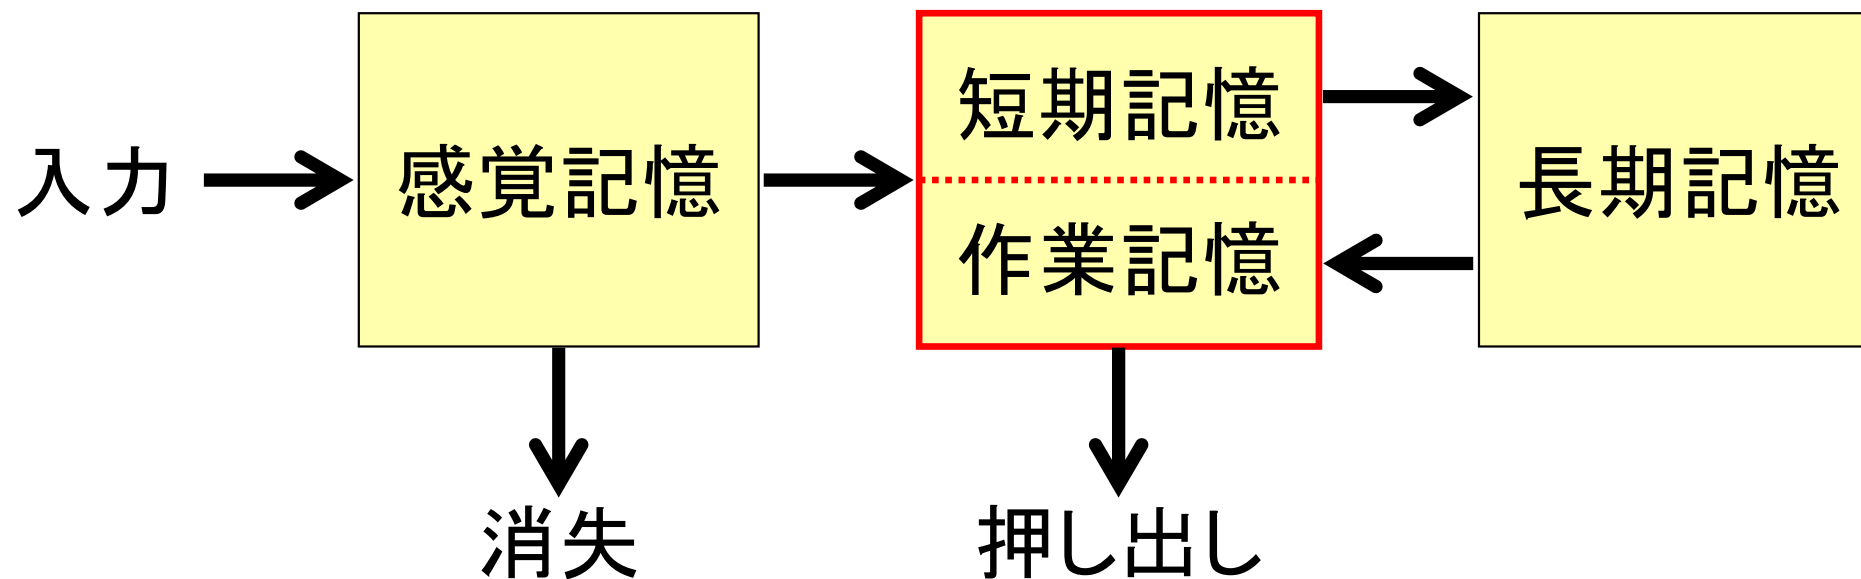 入力
感覚記憶
短期記憶
作業記憶
長期記憶
消失
押し出し